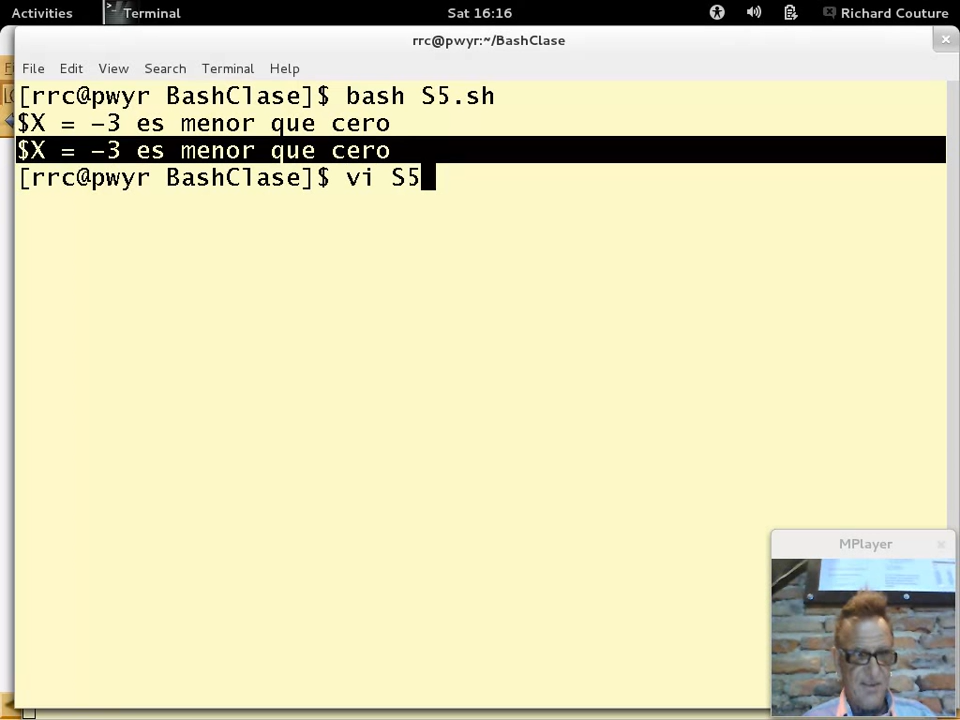 Activities
Terminal
Sat 16:16
Richard Couture
rrc@pwyr:~/BashClase
File Edit View Search Terminal Help
[rrc@pwyr BashClase]$ bash S5.sh
$X = -3 es menor que cero
$X = -3 es menor que cero
[rrc@pwyr BashClase]$ vi S5
MPlayer